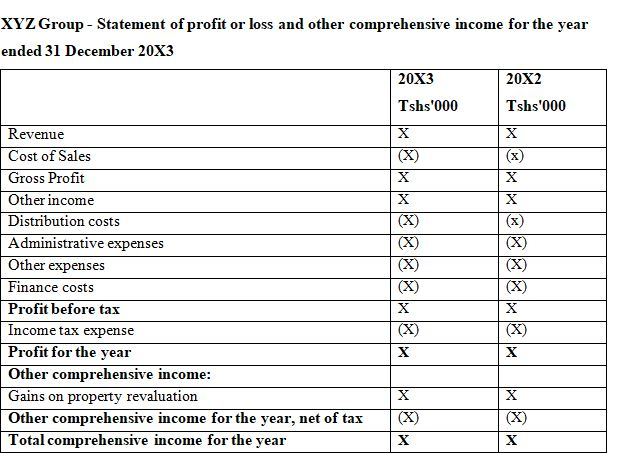 XYZ Group - Statement of profit or loss and other comprehensive income for the year
ended 31 December 20X3
20X3 20X2
Tshs'000 Tshs'000
Revenue X X
Cost of Sales (X) (x)
Gross Profit X X
Other income X X
Distribution costs (X) (x)
Administrative expenses (X) (X)
Other expenses (X) (X)
Finance costs (X) (X)
Profit before tax X X
Income tax expense (X) (X)
Profit for the year X X
Other comprehensive income:
Gains on property revaluation X X
Other comprehensive income for the year, net of tax (X) (X)
Total comprehensive income for the year X X